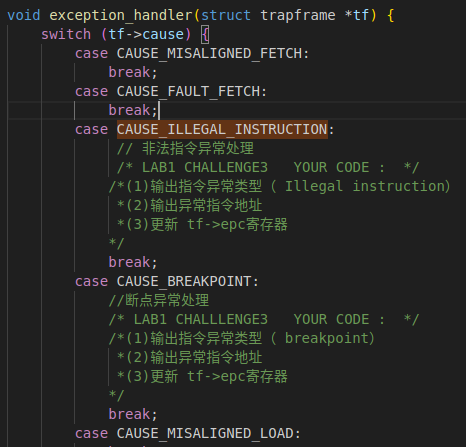 void exception_handler(struct trapframe *tf) {
    switch (tf->cause) {
        case CAUSE_MISALIGNED_FETCH:
            break;
        case CAUSE_FAULT_FETCH:
            break;
        case CAUSE_ILLEGAL_INSTRUCTION:
             // 非法指令异常处理
             /* LAB1 CHALLENGE3   YOUR CODE :  */
            /*(1)输出指令异常类型（ Illegal instruction）
             *(2)输出异常指令地址
             *(3)更新 tf->epc寄存器
            */
            break;
        case CAUSE_BREAKPOINT:
            //断点异常处理
            /* LAB1 CHALLLENGE3   YOUR CODE :  */
            /*(1)输出指令异常类型（ breakpoint）
             *(2)输出异常指令地址
             *(3)更新 tf->epc寄存器
            */
            break;
        case CAUSE_MISALIGNED_LOAD: